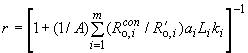 r = [1+(1/A) ∑_{i=1}^{m} (R_{o,i}^{con} / R'_{o,i}) a_i L_i k_i]^{-1}